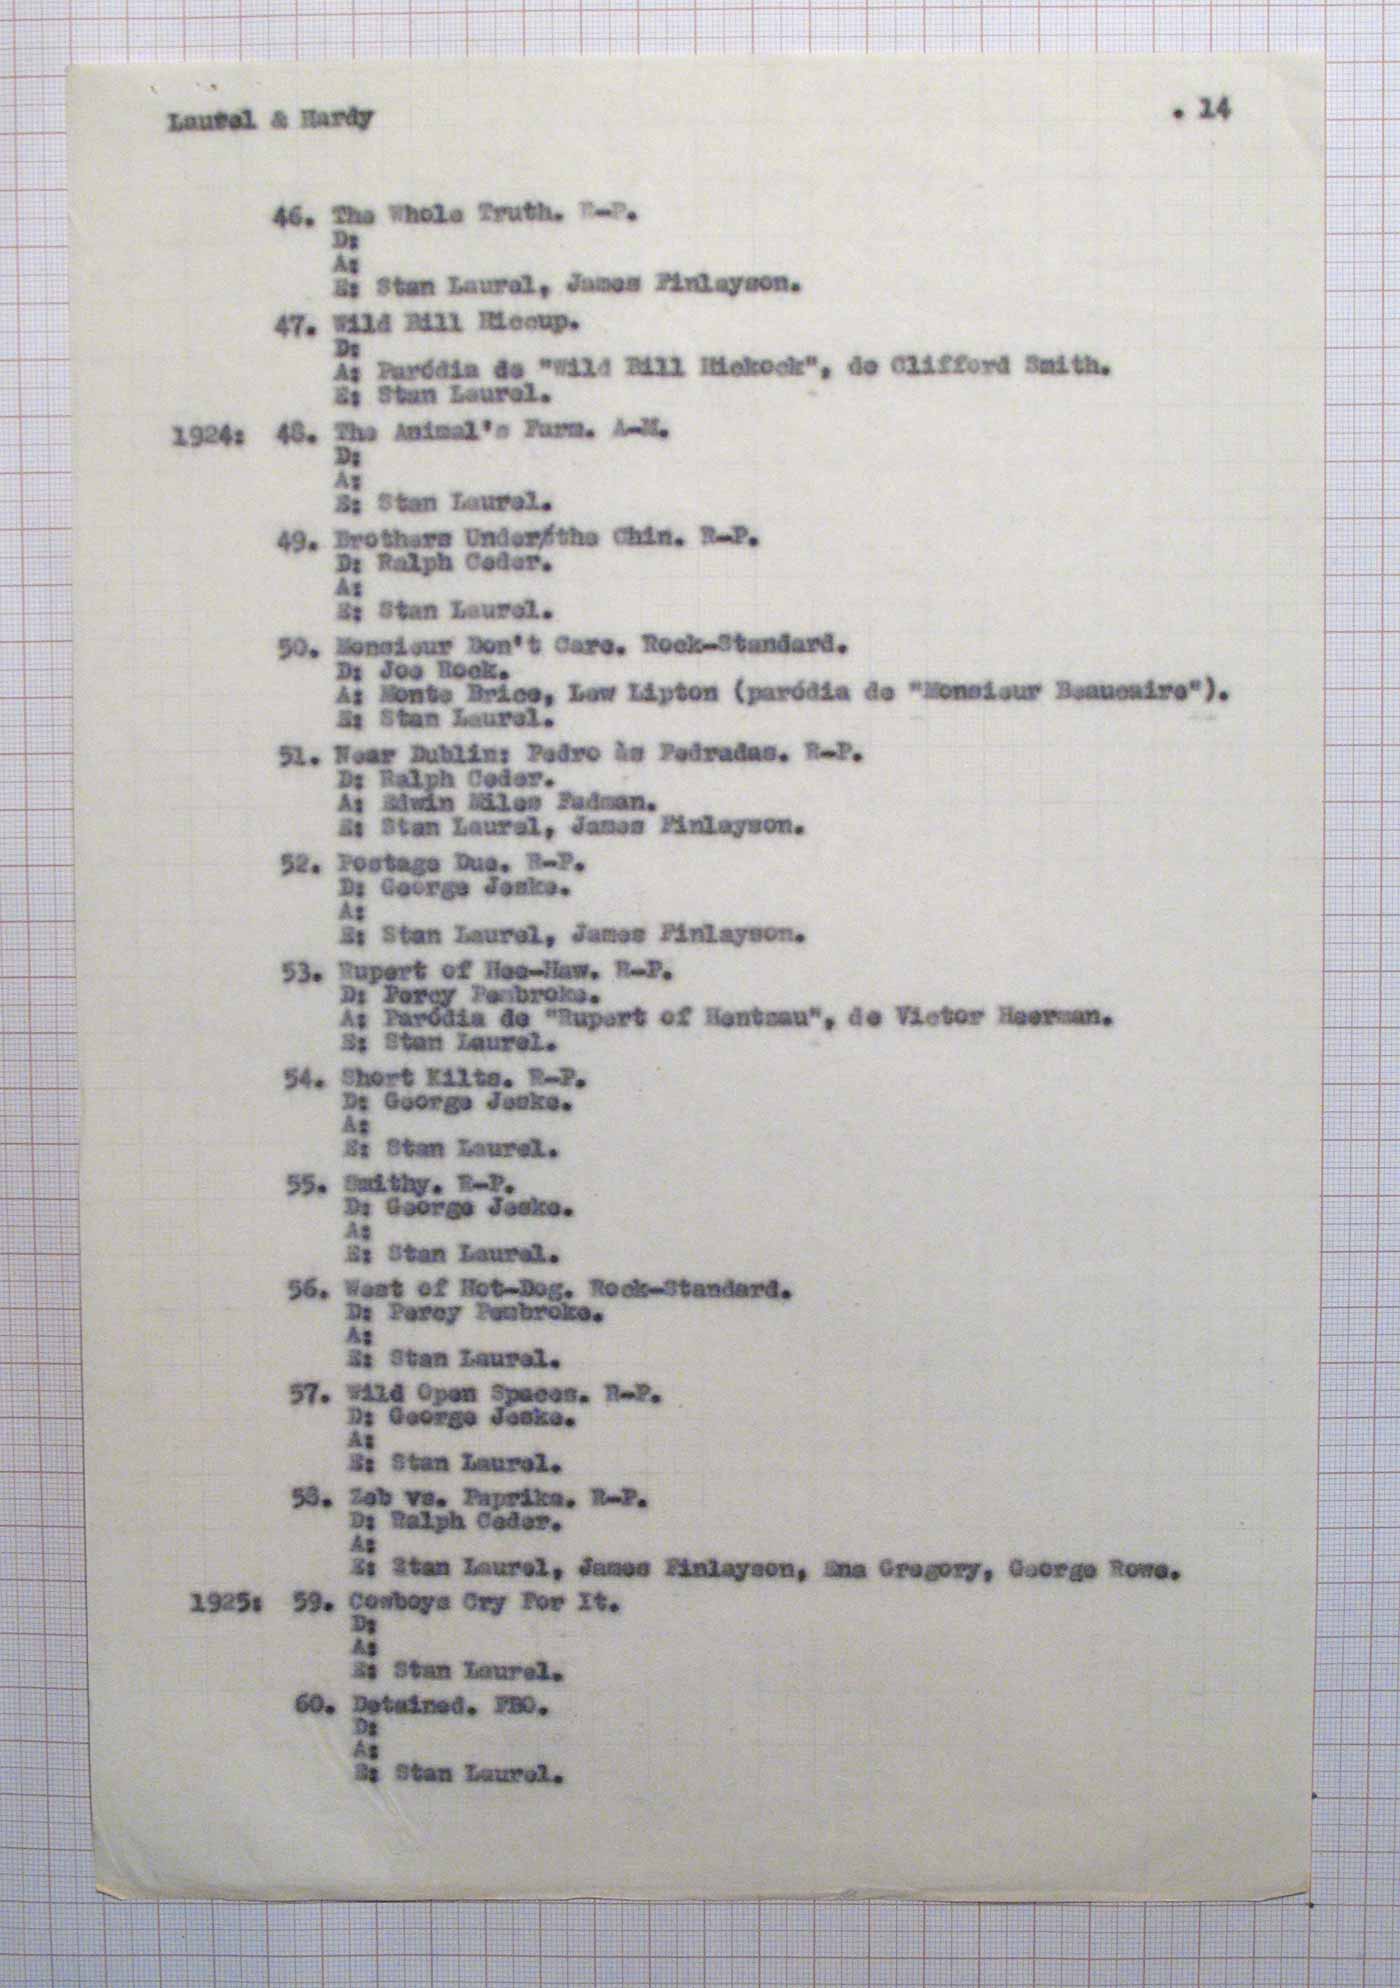 Laurel & Hardy . 14
46. The Whole Truth. R-P.
D:
A:
E: Stan Laurel, James Finlayson.
47. Wild Bill Hiccup.
D:
A: Paródia de "Wild Bill Hickock", de Clifford Smith.
E: Stan Laurel.
1924: 48. The Animal's Farm. A-M.
D:
A:
E: Stan Laurel.
49. Brothers Under/the Chin. R-P.
D: Ralph Ceder.
A:
E: Stan Laurel.
50. Monsieur Don't Care. Rock-Standard.
D: Joe Rock.
A: Monte Brice, Lew Lipton (paródia de "Monsieur Beaucaire").
E: Stan Laurel.
51. Near Dublin: Pedro às Pedradas. R-P.
D: Ralph Ceder.
A: Edwin Miles Fadman.
E: Stan Laurel, James Finlayson.
52. Postage Due. R-P.
D: George Jeske.
A:
E: Stan Laurel, James Finlayson.
53. Rupert of Hee-Haw. R-P.
D: Percy Pembroke.
A: Paródia de "Rupert of Hentzau", de Victor Heerman.
E: Stan Laurel.
54. Short Kilts. R-P.
D: George Jeske.
A:
E: Stan Laurel.
55. Smithy. R-P.
D: George Jeske.
A:
E: Stan Laurel.
56. West of Hot-Dog. Rock-Standard.
D: Percy Pembroke.
A:
E: Stan Laurel.
57. Wild Open Spaces. R-P.
D: George Jeske.
A:
E: Stan Laurel.
58. Zeb vs. Paprika. R-P.
D: Ralph Ceder.
A:
E: Stan Laurel, James Finlayson, Ena Gregory, George Rowe.
1925: 59. Cowboys Cry For It.
D:
A:
E: Stan Laurel.
60. Detained. FBO.
D:
A:
E: Stan Laurel.